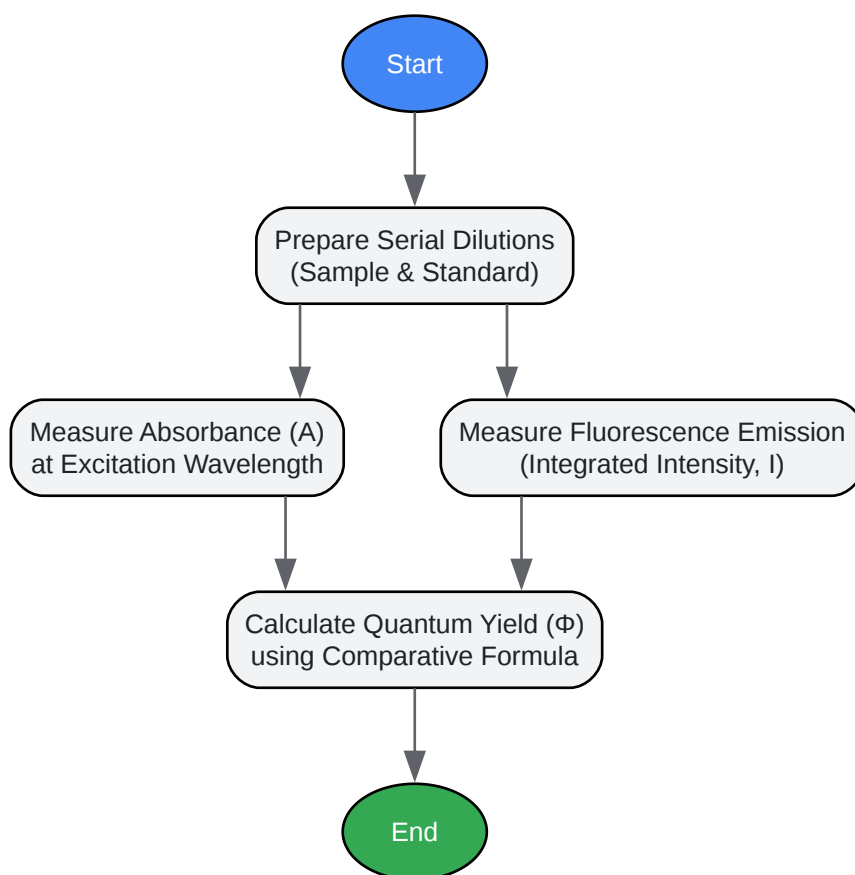 Start
Prepare Serial Dilutions
(Sample & Standard)
Measure Absorbance (A)
at Excitation Wavelength
Measure Fluorescence Emission
(Integrated Intensity, I)
Calculate Quantum Yield (Φ)
using Comparative Formula
End